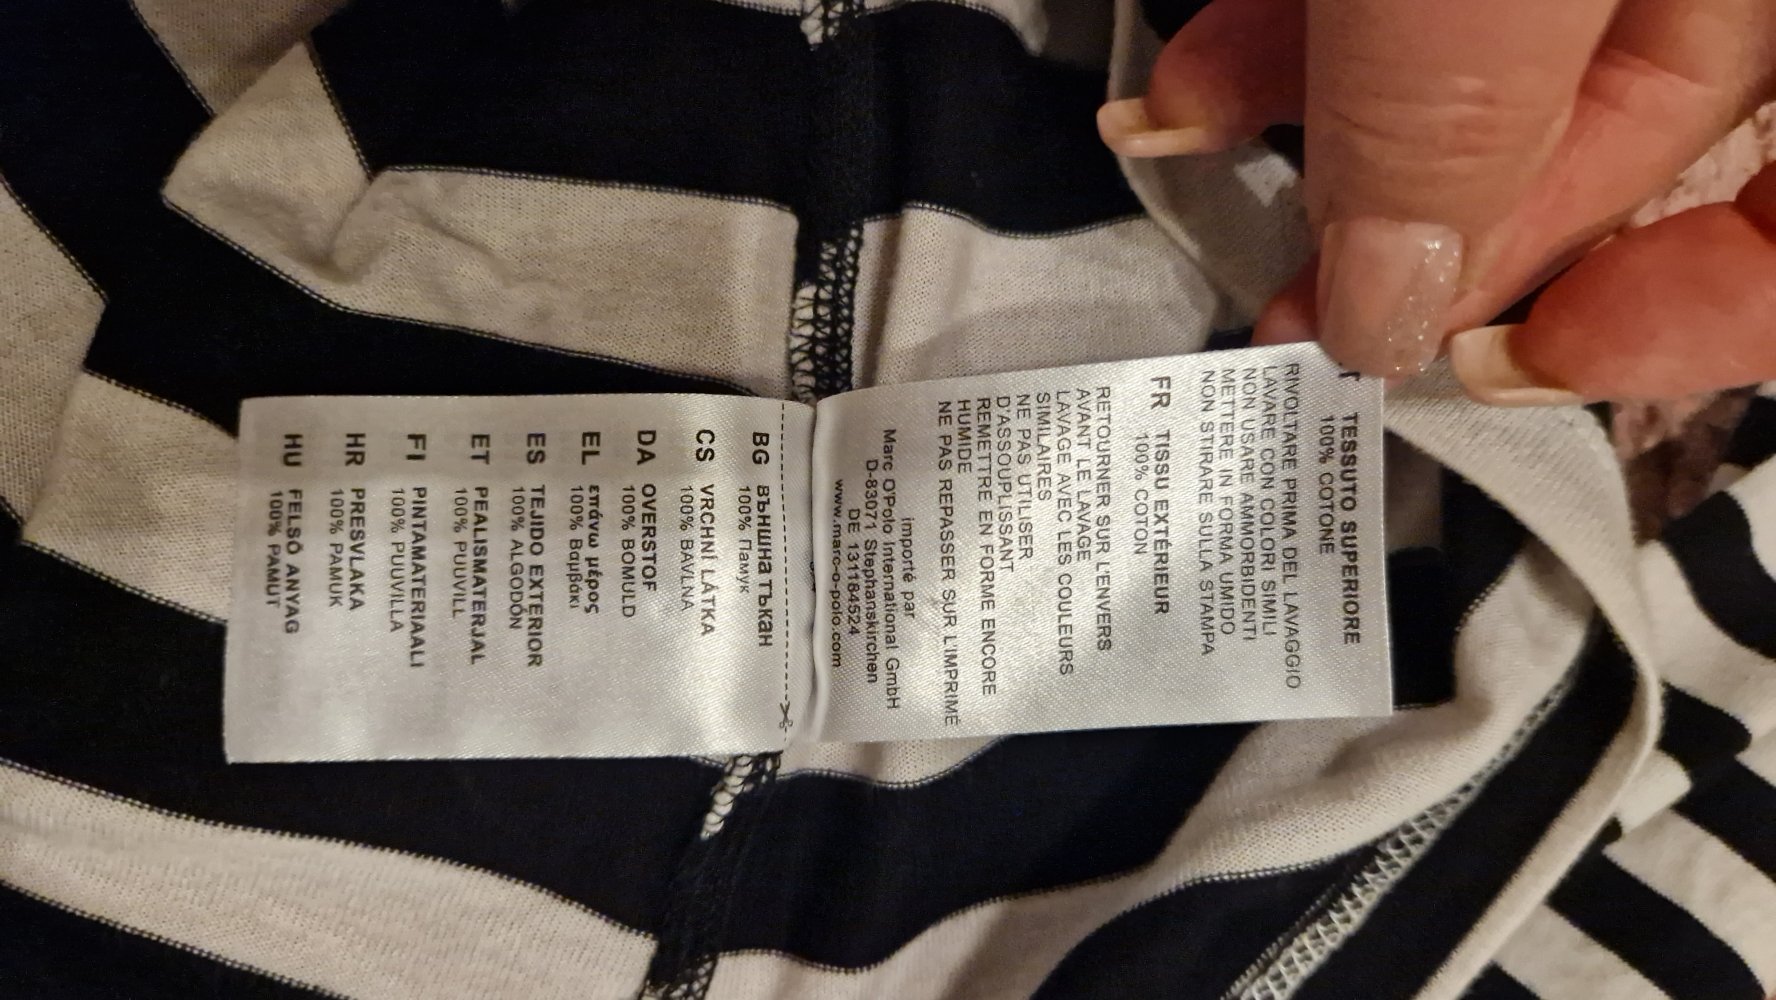 TESSUTO SUPERIORE
100% COTONE
RIVOLTARE PRIMA DEL LAVAGGIO
LAVARE CON COLORI SIMILI
NON USARE AMMORBIDENTI
METTERE IN FORMA UMIDO
NON STIRARE SULLA STAMPA
FR TISSU EXTÉRIEUR
100% COTON
RETOURNER SUR L'ENVERS
AVANT LE LAVAGE
LAVAGE AVEC LES COULEURS
SIMILAIRES
NE PAS UTILISER
D'ASSOUPLISSANT
REMETTRE EN FORME ENCORE
HUMIDE
NE PAS REPASSER SUR L'IMPRIMÉ
importé par
Marc O'Polo International GmbH
D-83071 Stephanskirchen
DE 131184524
www.marc-o-polo.com
BG ВЪНШНА ТЪКАН
100% Памук
CS VRCHNÍ LÁTKA
100% BAVLNA
DA OVERSTOF
100% BOMULD
EL επάνω μέρος
100% Βαμβάκι
ES TEJIDO EXTERIOR
100% ALGODÓN
ET PEALISMATERJAL
100% PUUVILL
FI PINTAMATERIAALI
100% PUUVILLA
HR PRESVLAKA
100% PAMUK
HU FELSŐ ANYAG
100% PAMUT